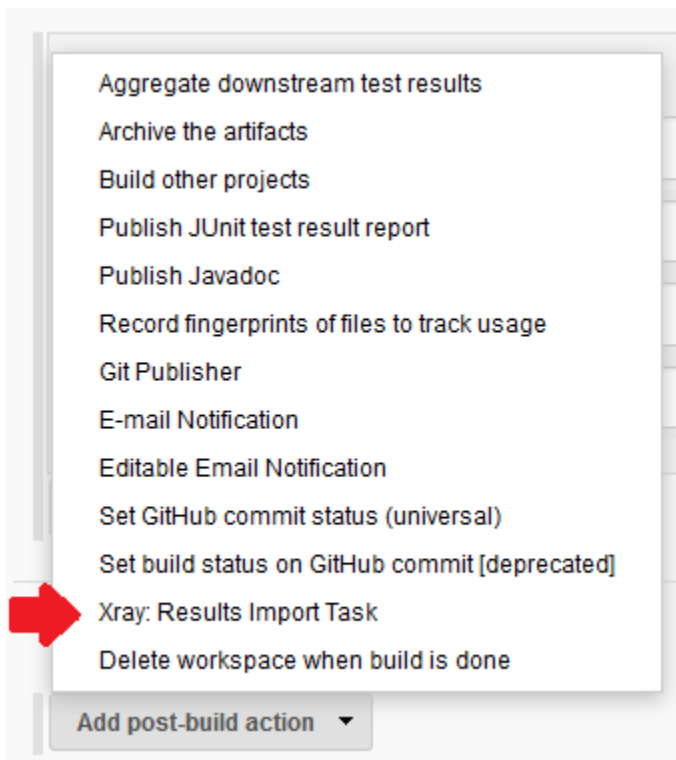 Aggregate downstream test results
Archive the artifacts
Build other projects
Publish JUnit test result report
Publish Javadoc
Record fingerprints of files to track usage
Git Publisher
E-mail Notification
Editable Email Notification
Set GitHub commit status (universal)
Set build status on GitHub commit [deprecated]
Xray: Results Import Task
Delete workspace when build is done
Add post-build action